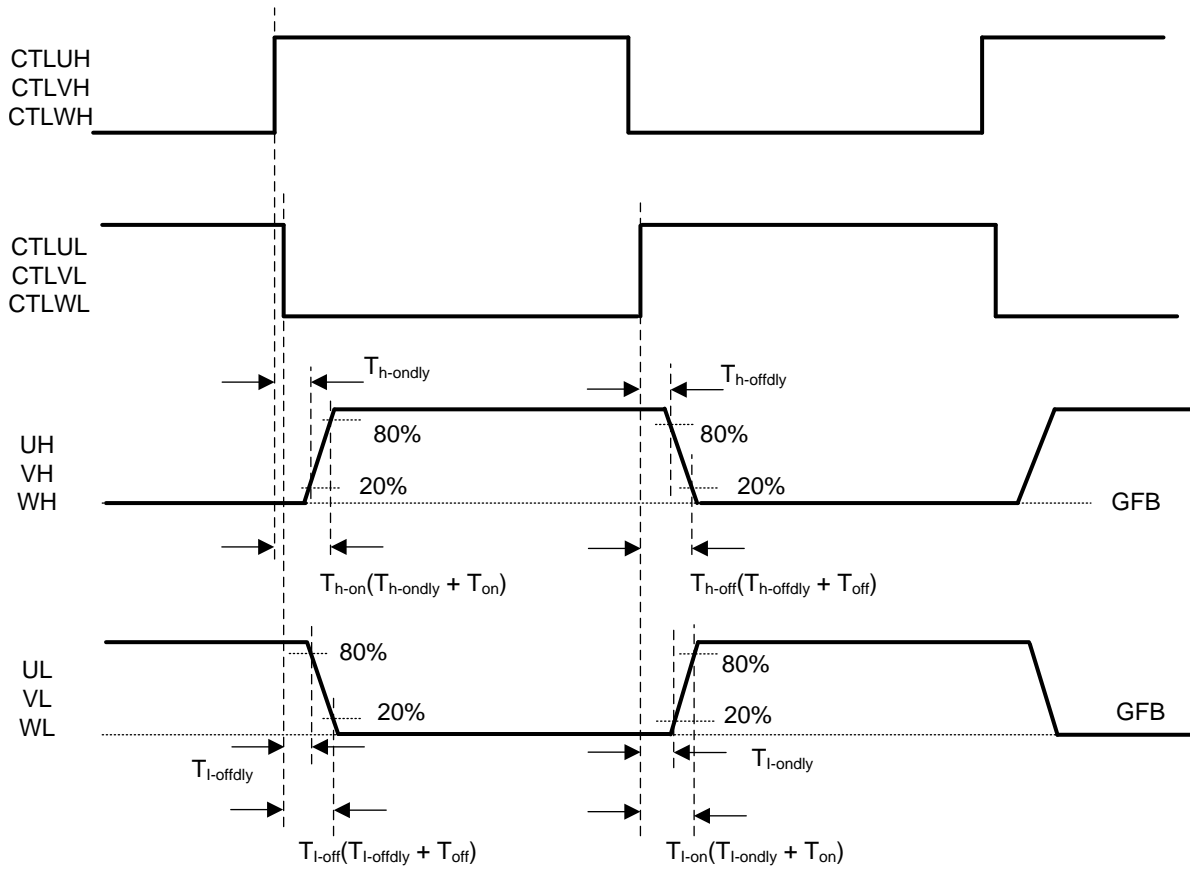 CTLUH
CTLVH
CTLWH
CTLUL
CTLVL
CTLWL
Th-ondly
Th-offdly
UH
VH
WH
80%
20%
80%
20%
GFB
Th-on(Th-ondly + Ton)
Th-off(Th-offdly + Toff)
UL
VL
WL
80%
20%
80%
20%
GFB
Tl-offdly
Tl-ondly
Tl-off(Tl-offdly + Toff)
Tl-on(Tl-ondly + Ton)